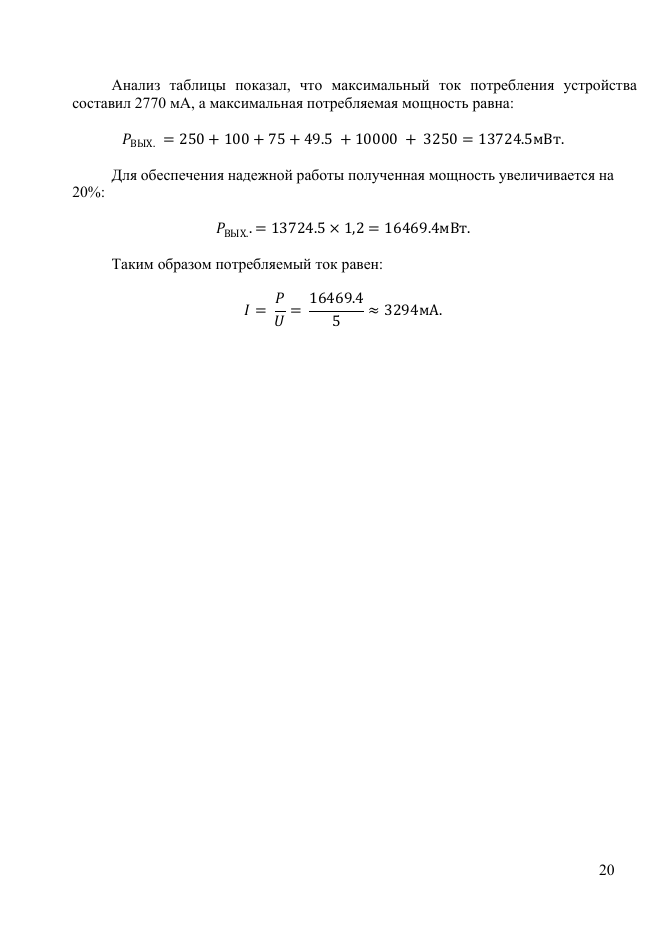 Анализ таблицы показал, что максимальный ток потребления устройства
составил 2770 мА, а максимальная потребляемая мощность равна:
𝑃ВЫХ. = 250 + 100 + 75 + 49.5 + 10000 + 3250 = 13724.5мВт.
Для обеспечения надежной работы полученная мощность увеличивается на
20%:
𝑃ВЫХ.. = 13724.5 × 1,2 = 16469.4мВт.
Таким образом потребляемый ток равен:
𝐼 = 𝑃/𝑈 = 16469.4/5 ≈ 3294мА.
20